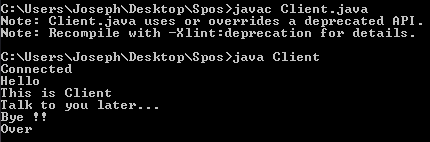 C:\Users\Joseph\Desktop\Spos>javac Client.java
Note: Client.java uses or overrides a deprecated API.
Note: Recompile with -Xlint:deprecation for details.
C:\Users\Joseph\Desktop\Spos>java Client
Connected
Hello
This is Client
Talk to you later...
Bye !!
Over